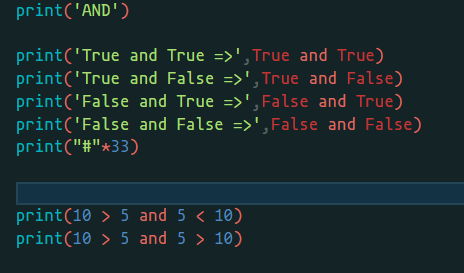 print('AND')
print('True and True =>',True and True)
print('True and False =>',True and False)
print('False and True =>',False and True)
print('False and False =>',False and False)
print("#"*33)
print(10 > 5 and 5 < 10)
print(10 > 5 and 5 > 10)